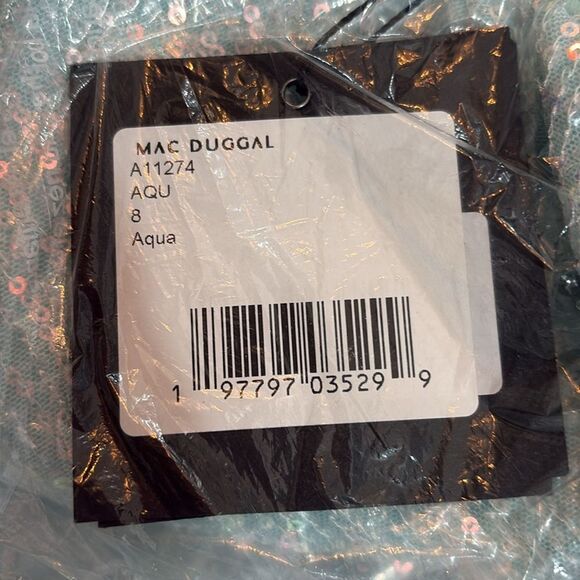 MAC DUGGAL
A11274
AQU
8
Aqua
1 97797 03529 9